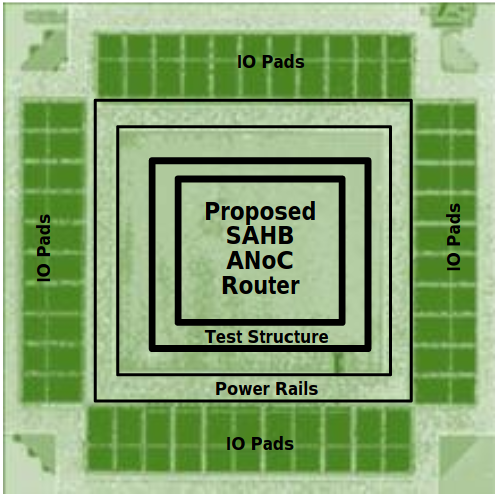 IO Pads
IO Pads
IO Pads
Proposed
SAHB
ANoC
Router
Test Structure
Power Rails
IO Pads